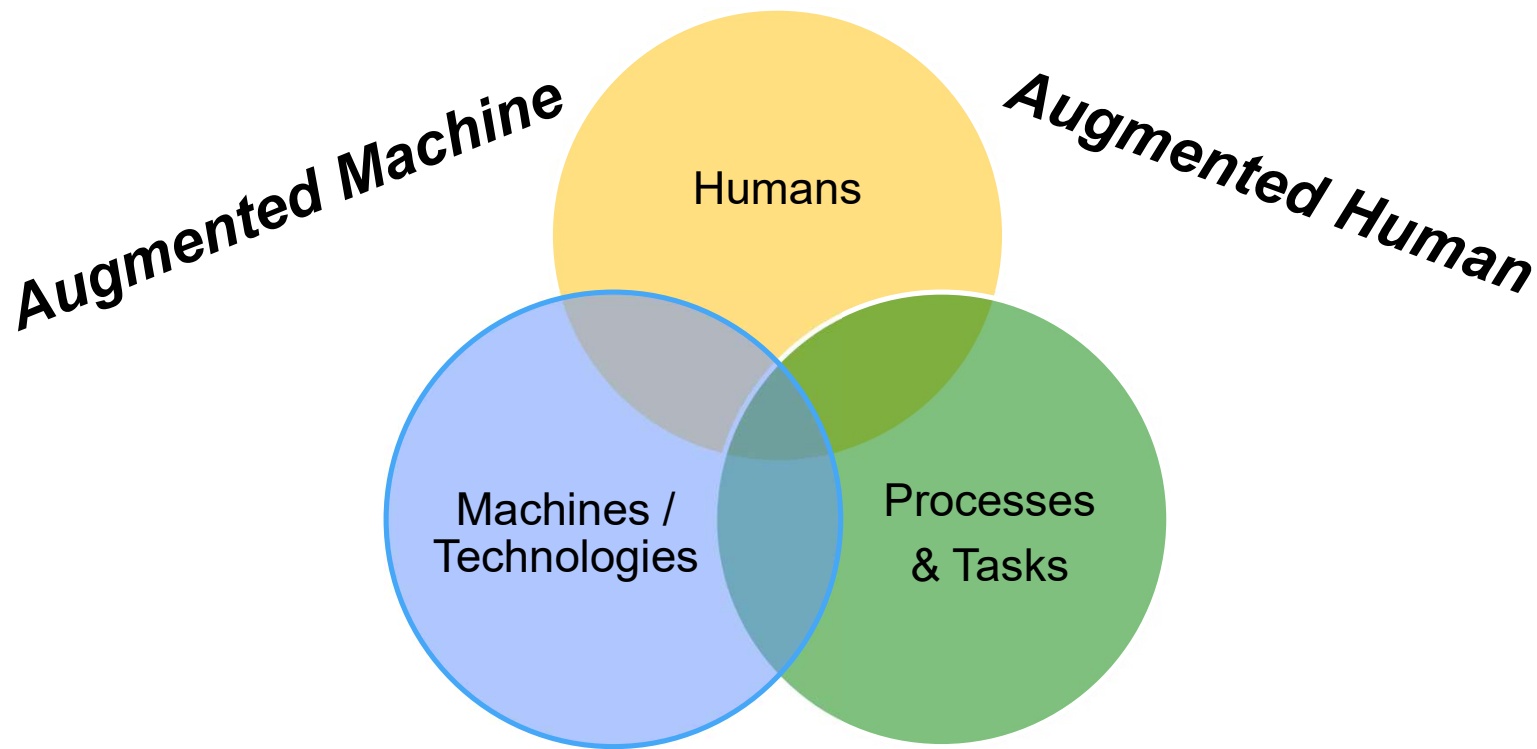 Augmented Machine
Augmented Human
Humans
Machines /
Technologies
Processes
& Tasks